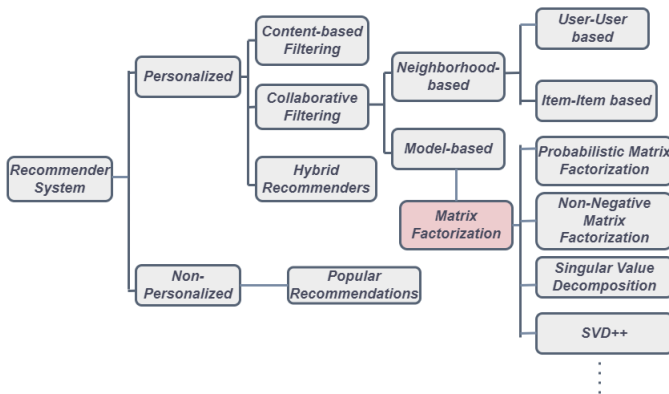 Recommender
System
Personalized
Non-
Personalized
Content-based
Filtering
Collaborative
Filtering
Hybrid
Recommenders
Popular
Recommendations
Neighborhood-
based
Model-based
Matrix
Factorization
User-User
based
Item-Item based
Probabilistic Matrix
Factorization
Non-Negative
Matrix
Factorization
Singular Value
Decomposition
SVD++